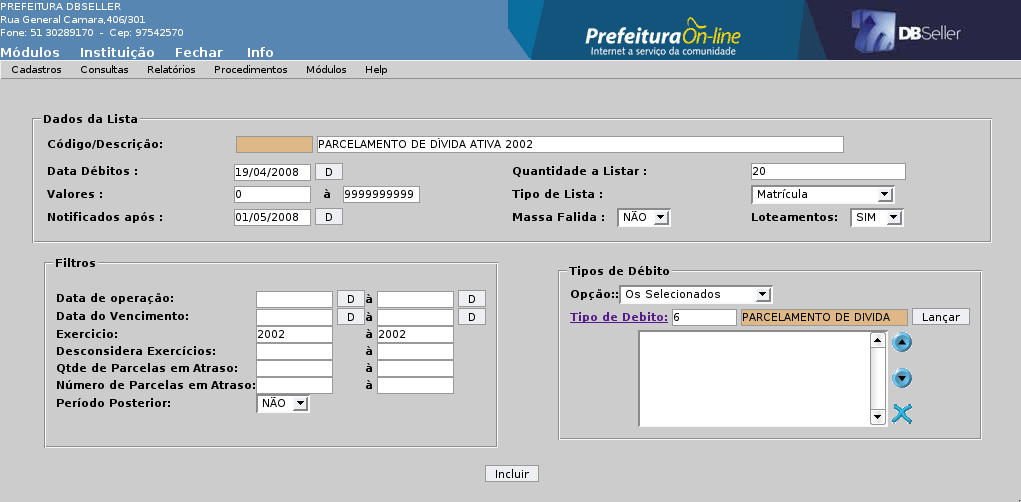 PREFEITURA DBSELLER
Rua General Camara,406/301
Fone: 51 30289170 - Cep: 97542570
Prefeitura On-line
Internet a serviço da comunidade
DBSeller
Módulos Instituição Fechar Info
Cadastros Consultas Relatórios Procedimentos Módulos Help
Dados da Lista
Código/Descrição: PARCELAMENTO DE DÍVIDA ATIVA 2002
Data Débitos : 19/04/2008 D Quantidade a Listar : 20
Valores : 0 à 9999999999 Tipo de Lista : Matrícula
Notificados após : 01/05/2008 D Massa Falida : NÃO Loteamentos: SIM
Filtros
Data de operação: D à D
Data do Vencimento: D à D
Exercicio: 2002 à 2002
Desconsidera Exercícios: à
Qtde de Parcelas em Atraso: à
Número de Parcelas em Atraso: à
Período Posterior: NÃO
Tipos de Débito
Opção:: Os Selecionados
Tipo de Debito: 6 PARCELAMENTO DE DIVIDA Lançar
Incluir